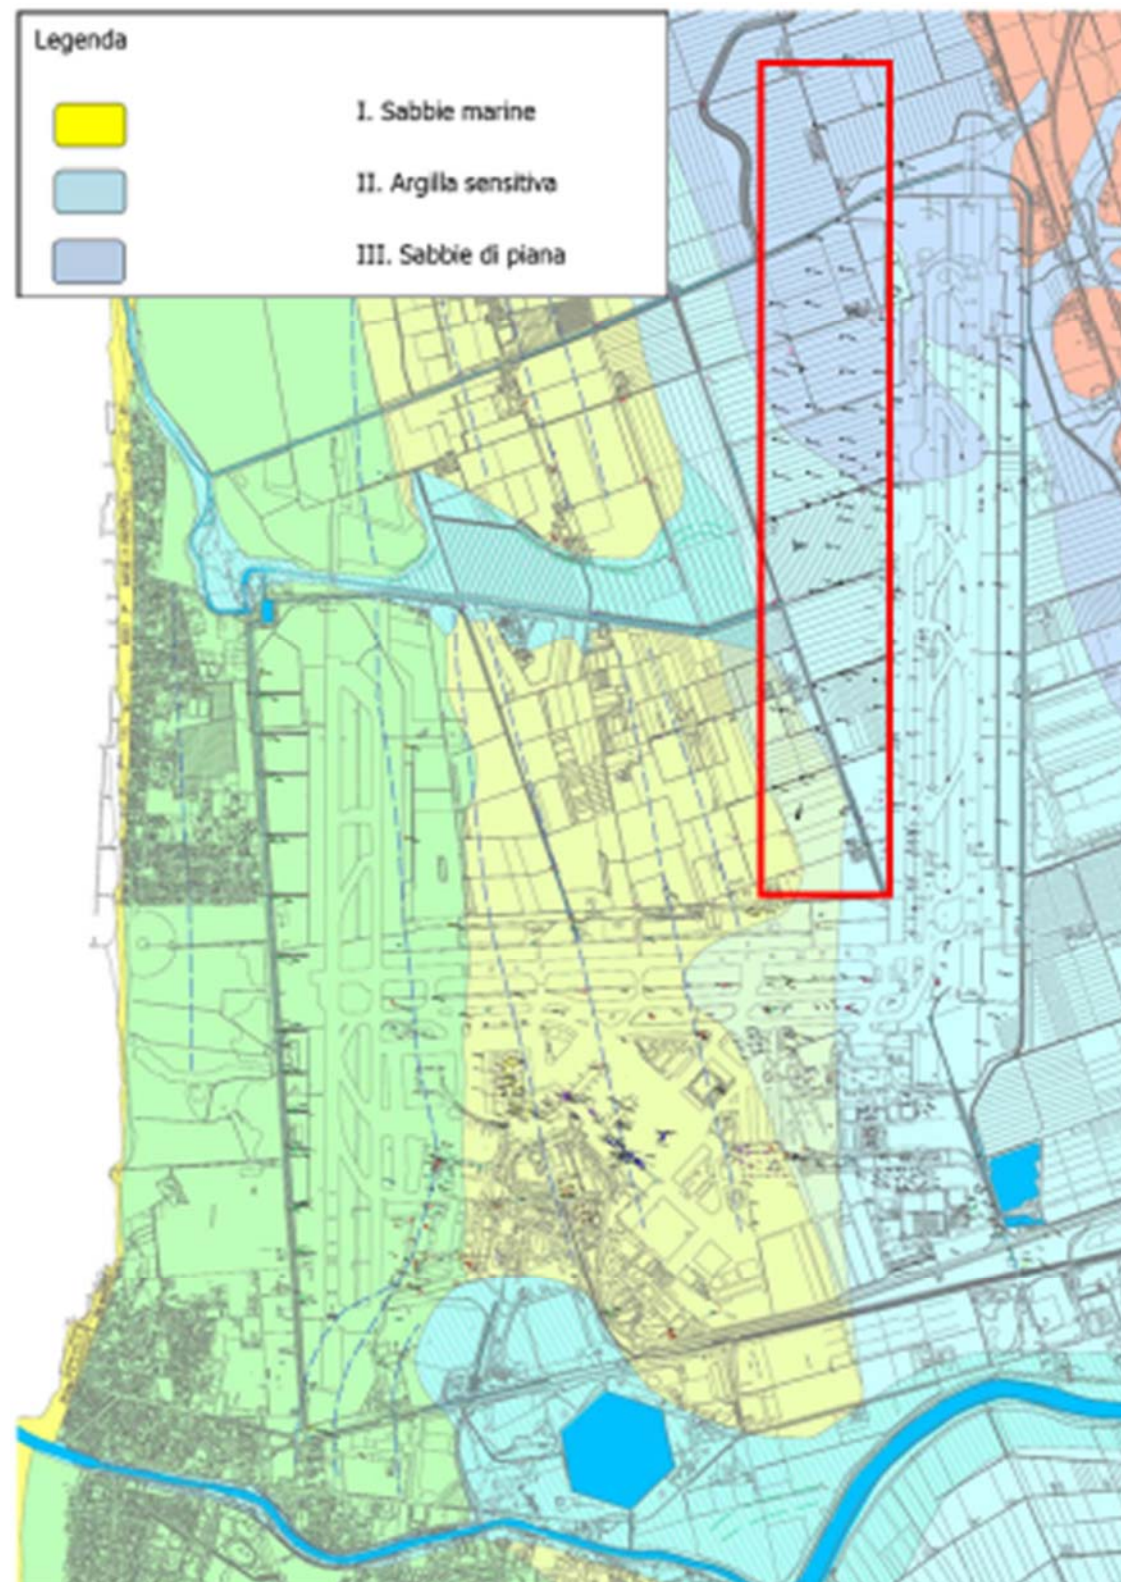 Legenda
I. Sabbie marine
II. Argilla sensitiva
III. Sabbie di piana